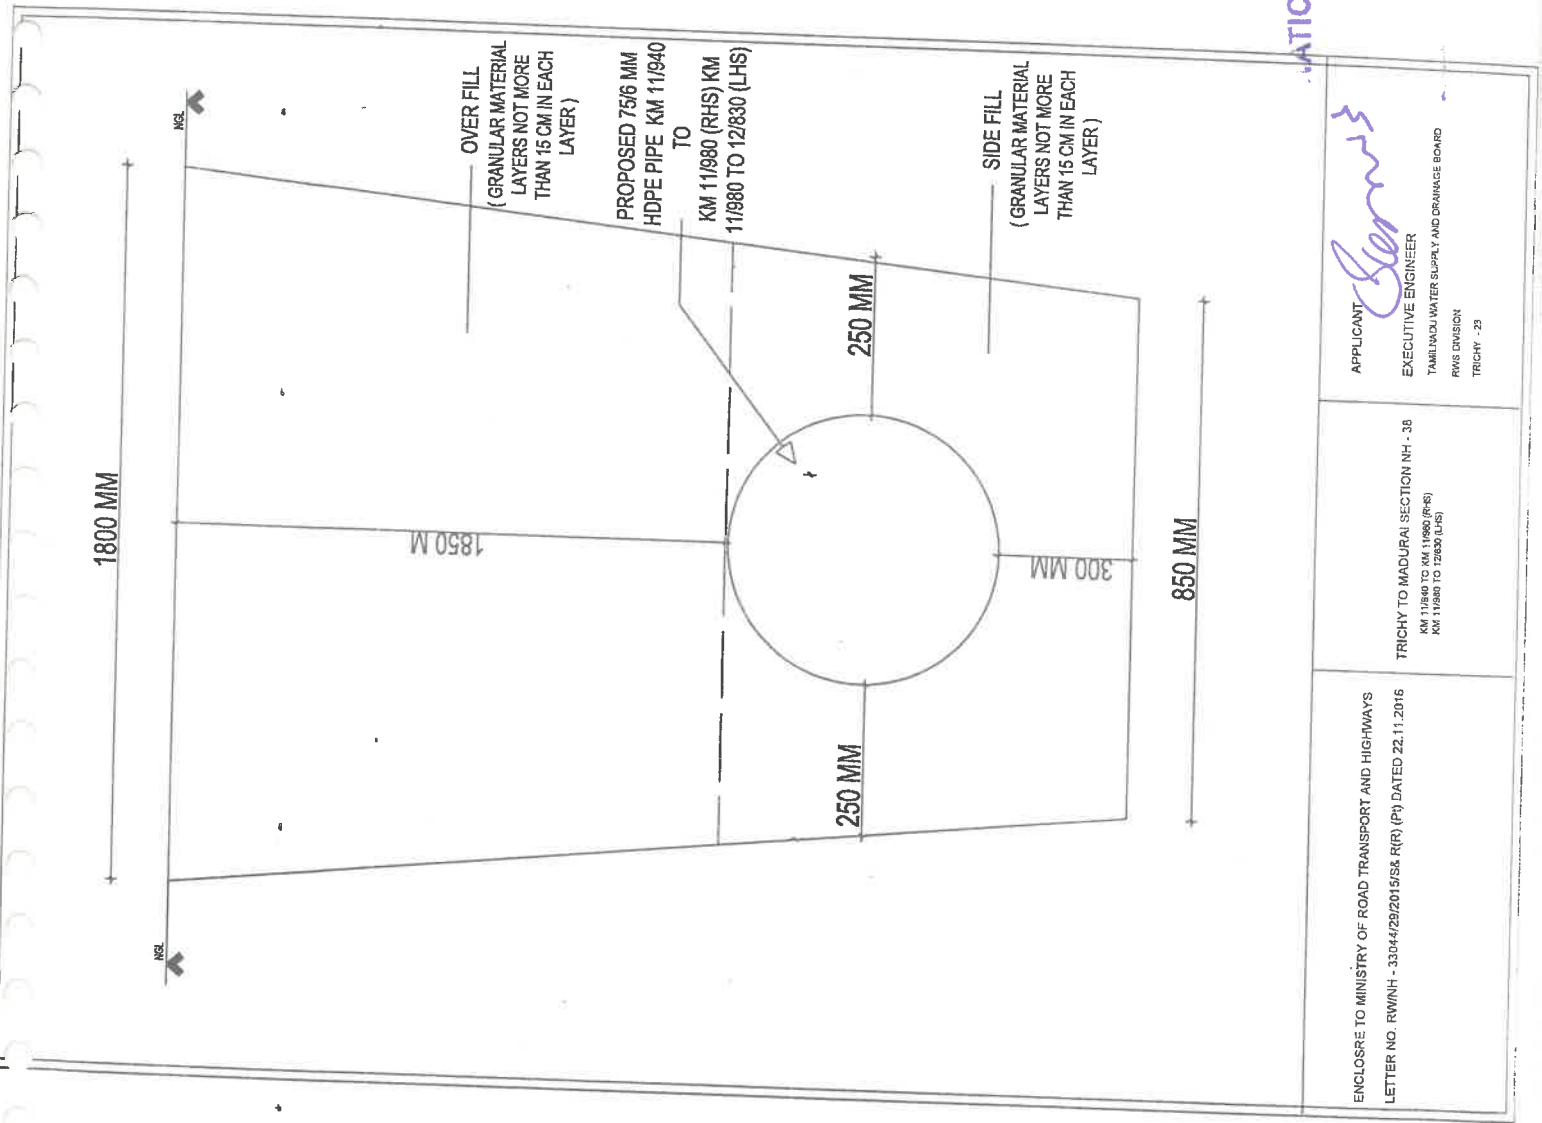 1800 MM
NGL
NGL
OVER FILL
( GRANULAR MATERIAL
LAYERS NOT MORE
THAN 15 CM IN EACH
LAYER )
1850 M
PROPOSED 75/6 MM
HDPE PIPE KM 11/940
TO
KM 11/980 (RHS) KM
11/980 TO 12/830 (LHS)
250 MM
250 MM
SIDE FILL
( GRANULAR MATERIAL
LAYERS NOT MORE
THAN 15 CM IN EACH
LAYER )
300 MM
850 MM
ENCLOSRE TO MINISTRY OF ROAD TRANSPORT AND HIGHWAYS
LETTER NO. RW/NH - 33044/29/2015/S& R(R) (Pt) DATED 22.11.2016
TRICHY TO MADURAI SECTION NH - 38
KM 11/940 TO KM 11/980 (RHS)
KM 11/980 TO 12/830 (LHS)
APPLICANT
EXECUTIVE ENGINEER
TAMILNADU WATER SUPPLY AND DRAINAGE BOARD
RWS DIVISION
TRICHY - 23